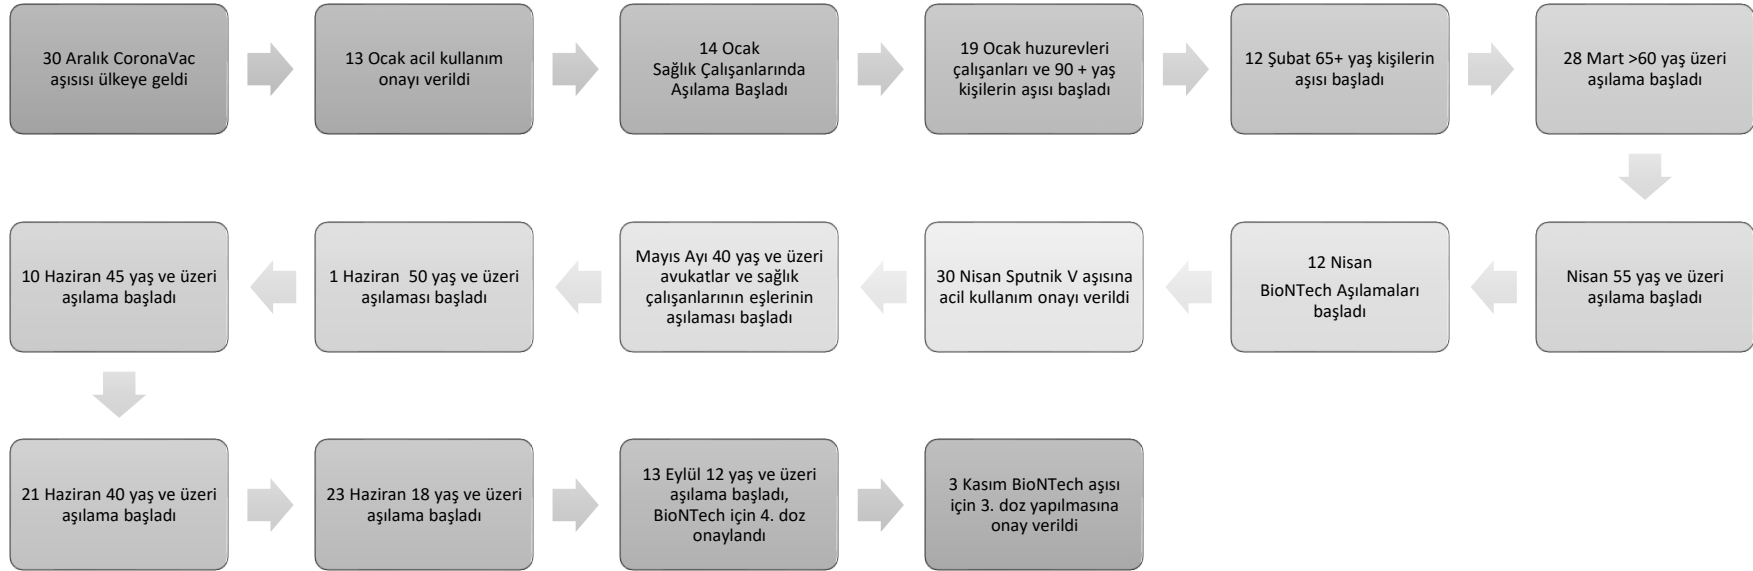 30 Aralık CoronaVac
aşısısı ülkeye geldi
13 Ocak acil kullanım
onayı verildi
14 Ocak
Sağlık Çalışanlarında
Aşılama Başladı
19 Ocak huzurevleri
çalışanları ve 90 + yaş
kişilerin aşısı başladı
12 Şubat 65+ yaş kişilerin
aşısı başladı
28 Mart >60 yaş üzeri
aşılama başladı
Nisan 55 yaş ve üzeri
aşılama başladı
12 Nisan
BioNTech Aşılamaları
başladı
30 Nisan Sputnik V aşısına
acil kullanım onayı verildi
Mayıs Ayı 40 yaş ve üzeri
avukatlar ve sağlık
çalışanlarının eşlerinin
aşılaması başladı
1 Haziran  50 yaş ve üzeri
aşılaması başladı
10 Haziran 45 yaş ve üzeri
aşılama başladı
21 Haziran 40 yaş ve üzeri
aşılama başladı
23 Haziran 18 yaş ve üzeri
aşılama başladı
13 Eylül 12 yaş ve üzeri
aşılama başladı,
BioNTech için 4. doz
onaylandı
3 Kasım BioNTech aşısı
için 3. doz yapılmasına
onay verildi